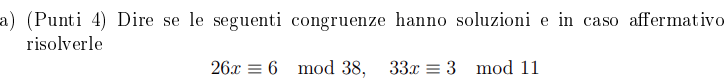 a) (Punti 4) Dire se le seguenti congruenze hanno soluzioni e in caso affermativo
risolverle
26x ≡ 6 mod 38, 33x ≡ 3 mod 11